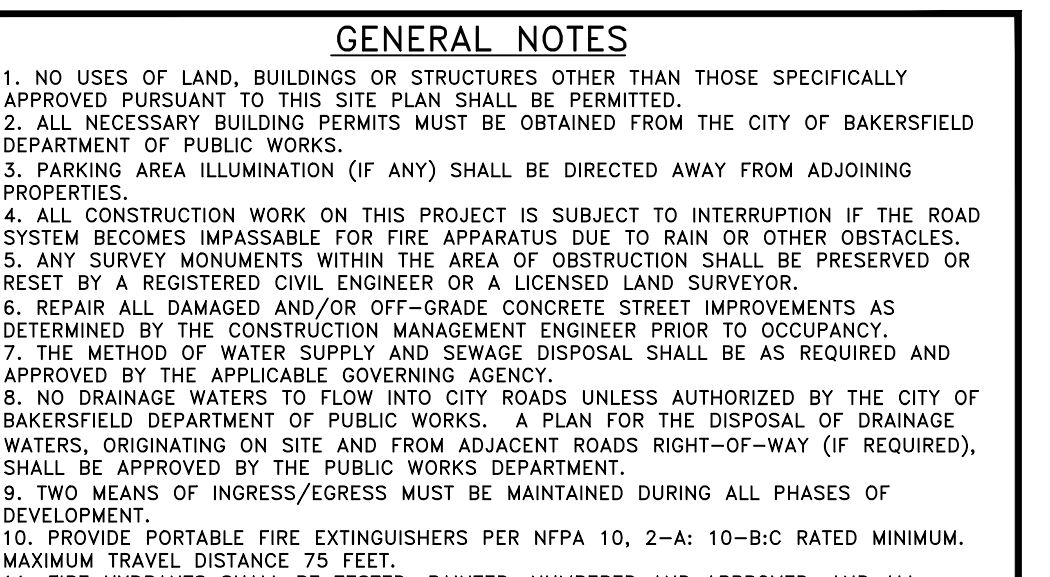 GENERAL NOTES
1. NO USES OF LAND, BUILDINGS OR STRUCTURES OTHER THAN THOSE SPECIFICALLY
APPROVED PURSUANT TO THIS SITE PLAN SHALL BE PERMITTED.
2. ALL NECESSARY BUILDING PERMITS MUST BE OBTAINED FROM THE CITY OF BAKERSFIELD
DEPARTMENT OF PUBLIC WORKS.
3. PARKING AREA ILLUMINATION (IF ANY) SHALL BE DIRECTED AWAY FROM ADJOINING
PROPERTIES.
4. ALL CONSTRUCTION WORK ON THIS PROJECT IS SUBJECT TO INTERRUPTION IF THE ROAD
SYSTEM BECOMES IMPASSABLE FOR FIRE APPARATUS DUE TO RAIN OR OTHER OBSTACLES.
5. ANY SURVEY MONUMENTS WITHIN THE AREA OF OBSTRUCTION SHALL BE PRESERVED OR
RESET BY A REGISTERED CIVIL ENGINEER OR A LICENSED LAND SURVEYOR.
6. REPAIR ALL DAMAGED AND/OR OFF-GRADE CONCRETE STREET IMPROVEMENTS AS
DETERMINED BY THE CONSTRUCTION MANAGEMENT ENGINEER PRIOR TO OCCUPANCY.
7. THE METHOD OF WATER SUPPLY AND SEWAGE DISPOSAL SHALL BE AS REQUIRED AND
APPROVED BY THE APPLICABLE GOVERNING AGENCY.
8. NO DRAINAGE WATERS TO FLOW INTO CITY ROADS UNLESS AUTHORIZED BY THE CITY OF
BAKERSFIELD DEPARTMENT OF PUBLIC WORKS. A PLAN FOR THE DISPOSAL OF DRAINAGE
WATERS, ORIGINATING ON SITE AND FROM ADJACENT ROADS RIGHT-OF-WAY (IF REQUIRED),
SHALL BE APPROVED BY THE PUBLIC WORKS DEPARTMENT.
9. TWO MEANS OF INGRESS/EGRESS MUST BE MAINTAINED DURING ALL PHASES OF
DEVELOPMENT.
10. PROVIDE PORTABLE FIRE EXTINGUISHERS PER NFPA 10, 2-A: 10-B:C RATED MINIMUM.
MAXIMUM TRAVEL DISTANCE 75 FEET.